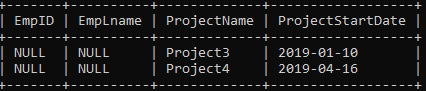 | EmpID | EmpLname | ProjectName | ProjectStartDate |
| NULL | NULL | Project3 | 2019-01-10 |
| NULL | NULL | Project4 | 2019-04-16 |